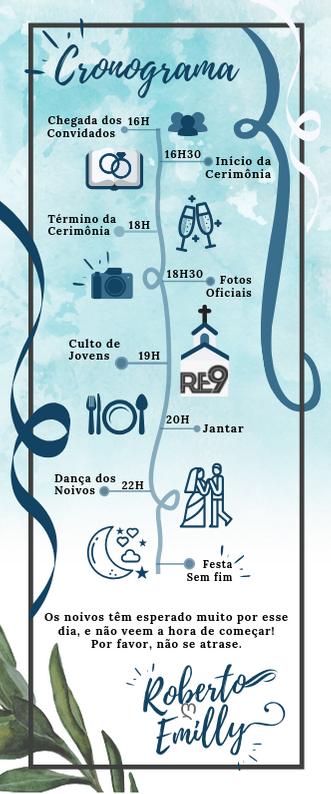 Cronograma
Chegada dos
Convidados
16H
16H30
Início da
Cerimônia
Término da
Cerimônia
18H
18H30
Fotos
Oficiais
Culto de
Jovens
19H
RE9
20H
Jantar
Dança dos
Noivos
22H
Festa
Sem fim
Os noivos têm esperado muito por esse
dia, e não veem a hora de começar!
Por favor, não se atrase.
Roberto
Emilly